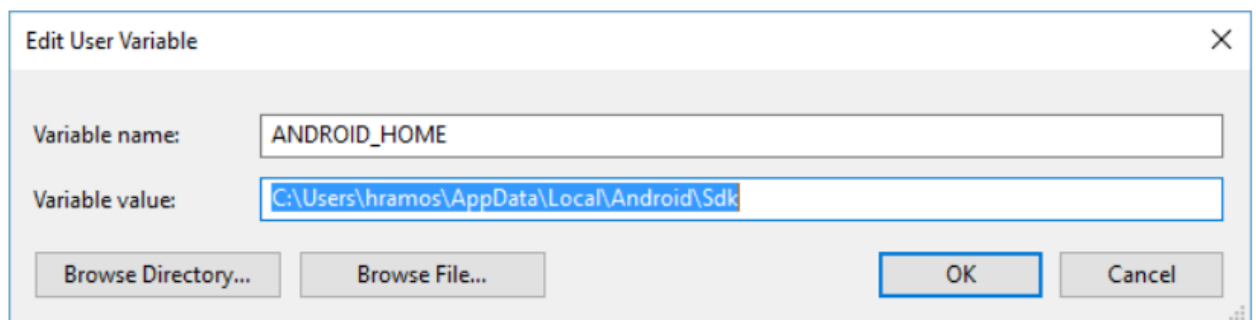 Edit User Variable
Variable name: ANDROID_HOME
Variable value: C:\Users\hramos\AppData\Local\Android\Sdk
Browse Directory... Browse File... OK Cancel